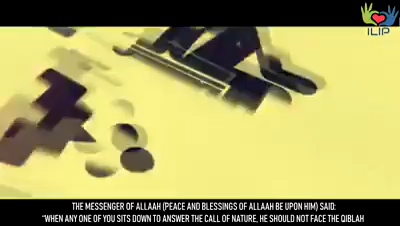 ILIP
THE MESSENGER OF ALLAAH (PEACE AND BLESSINGS OF ALLAAH BE UPON HIM) SAID:
"WHEN ANY ONE OF YOU SITS DOWN TO ANSWER THE CALL OF NATURE, HE SHOULD NOT FACE THE QIBLAH